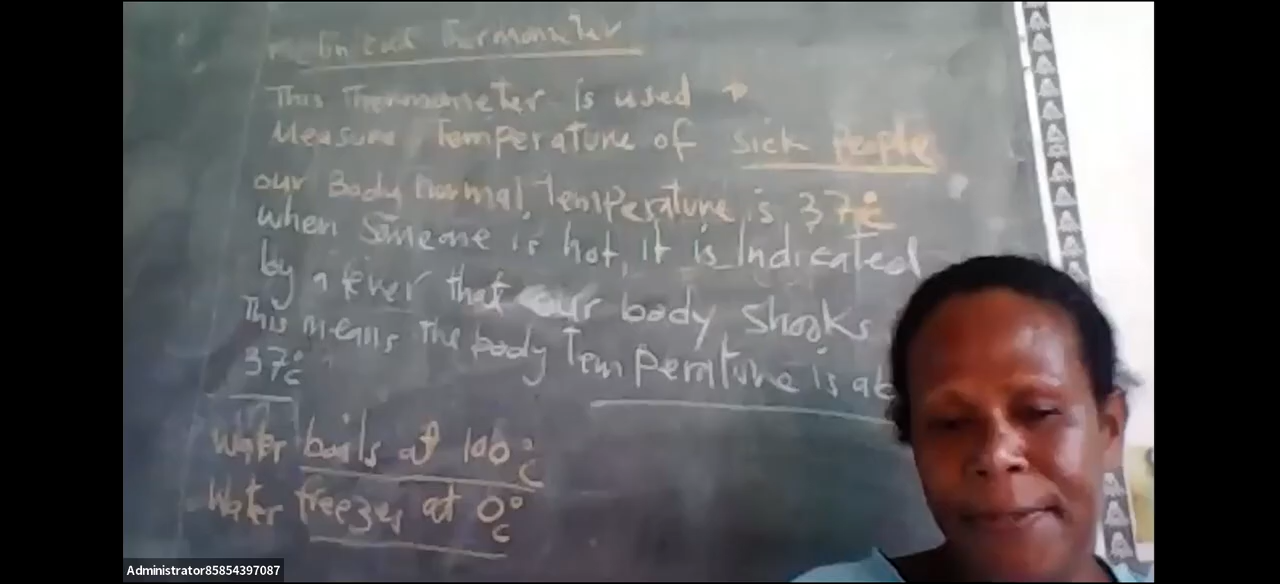 Thermometer
This Thermometer is used to
Measure Temperature of Sick People
our Body Normal Temperature is 37°C
when Someone is hot, it is Indicated
by a fever that our body shooks
This means the body Temperature is ab
37°C
Water boils at 100°C
Water freezes at 0°C
Administrator85854397087